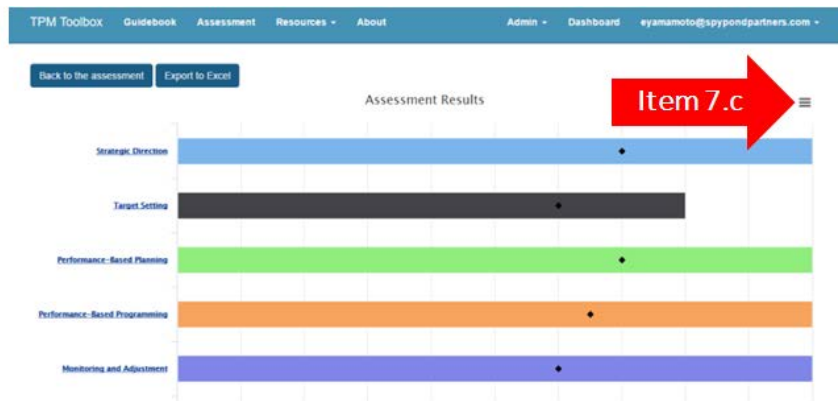 TPM Toolbox Guidebook Assessment Resources About Admin Dashboard eyamamoto@spypondpartners.com
Back to the assessment Export to Excel
Assessment Results
Item 7.c
Strategic Direction
Target Setting
Performance-Based Planning
Performance-Based Programming
Monitoring and Adjustment